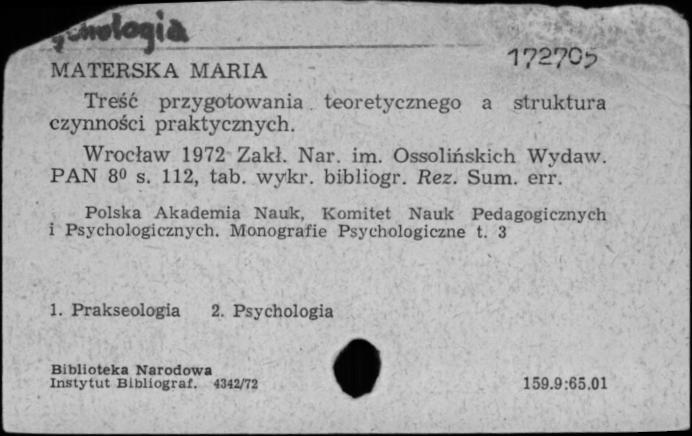 172705
MATERSKA MARIA
Treść przygotowania teoretycznego a struktura
czynności praktycznych.
Wrocław 1972 Zakł. Nar. im. Ossolińskich Wydaw.
PAN 8⁰ s. 112, tab. wykr. bibliogr. Rez. Sum. err.
Polska Akademia Nauk, Komitet Nauk Pedagogicznych
i Psychologicznych. Monografie Psychologiczne t. 3
1. Prakseologia 2. Psychologia
Biblioteka Narodowa
Instytut Bibliograf. 4342/72
159.9:65.01